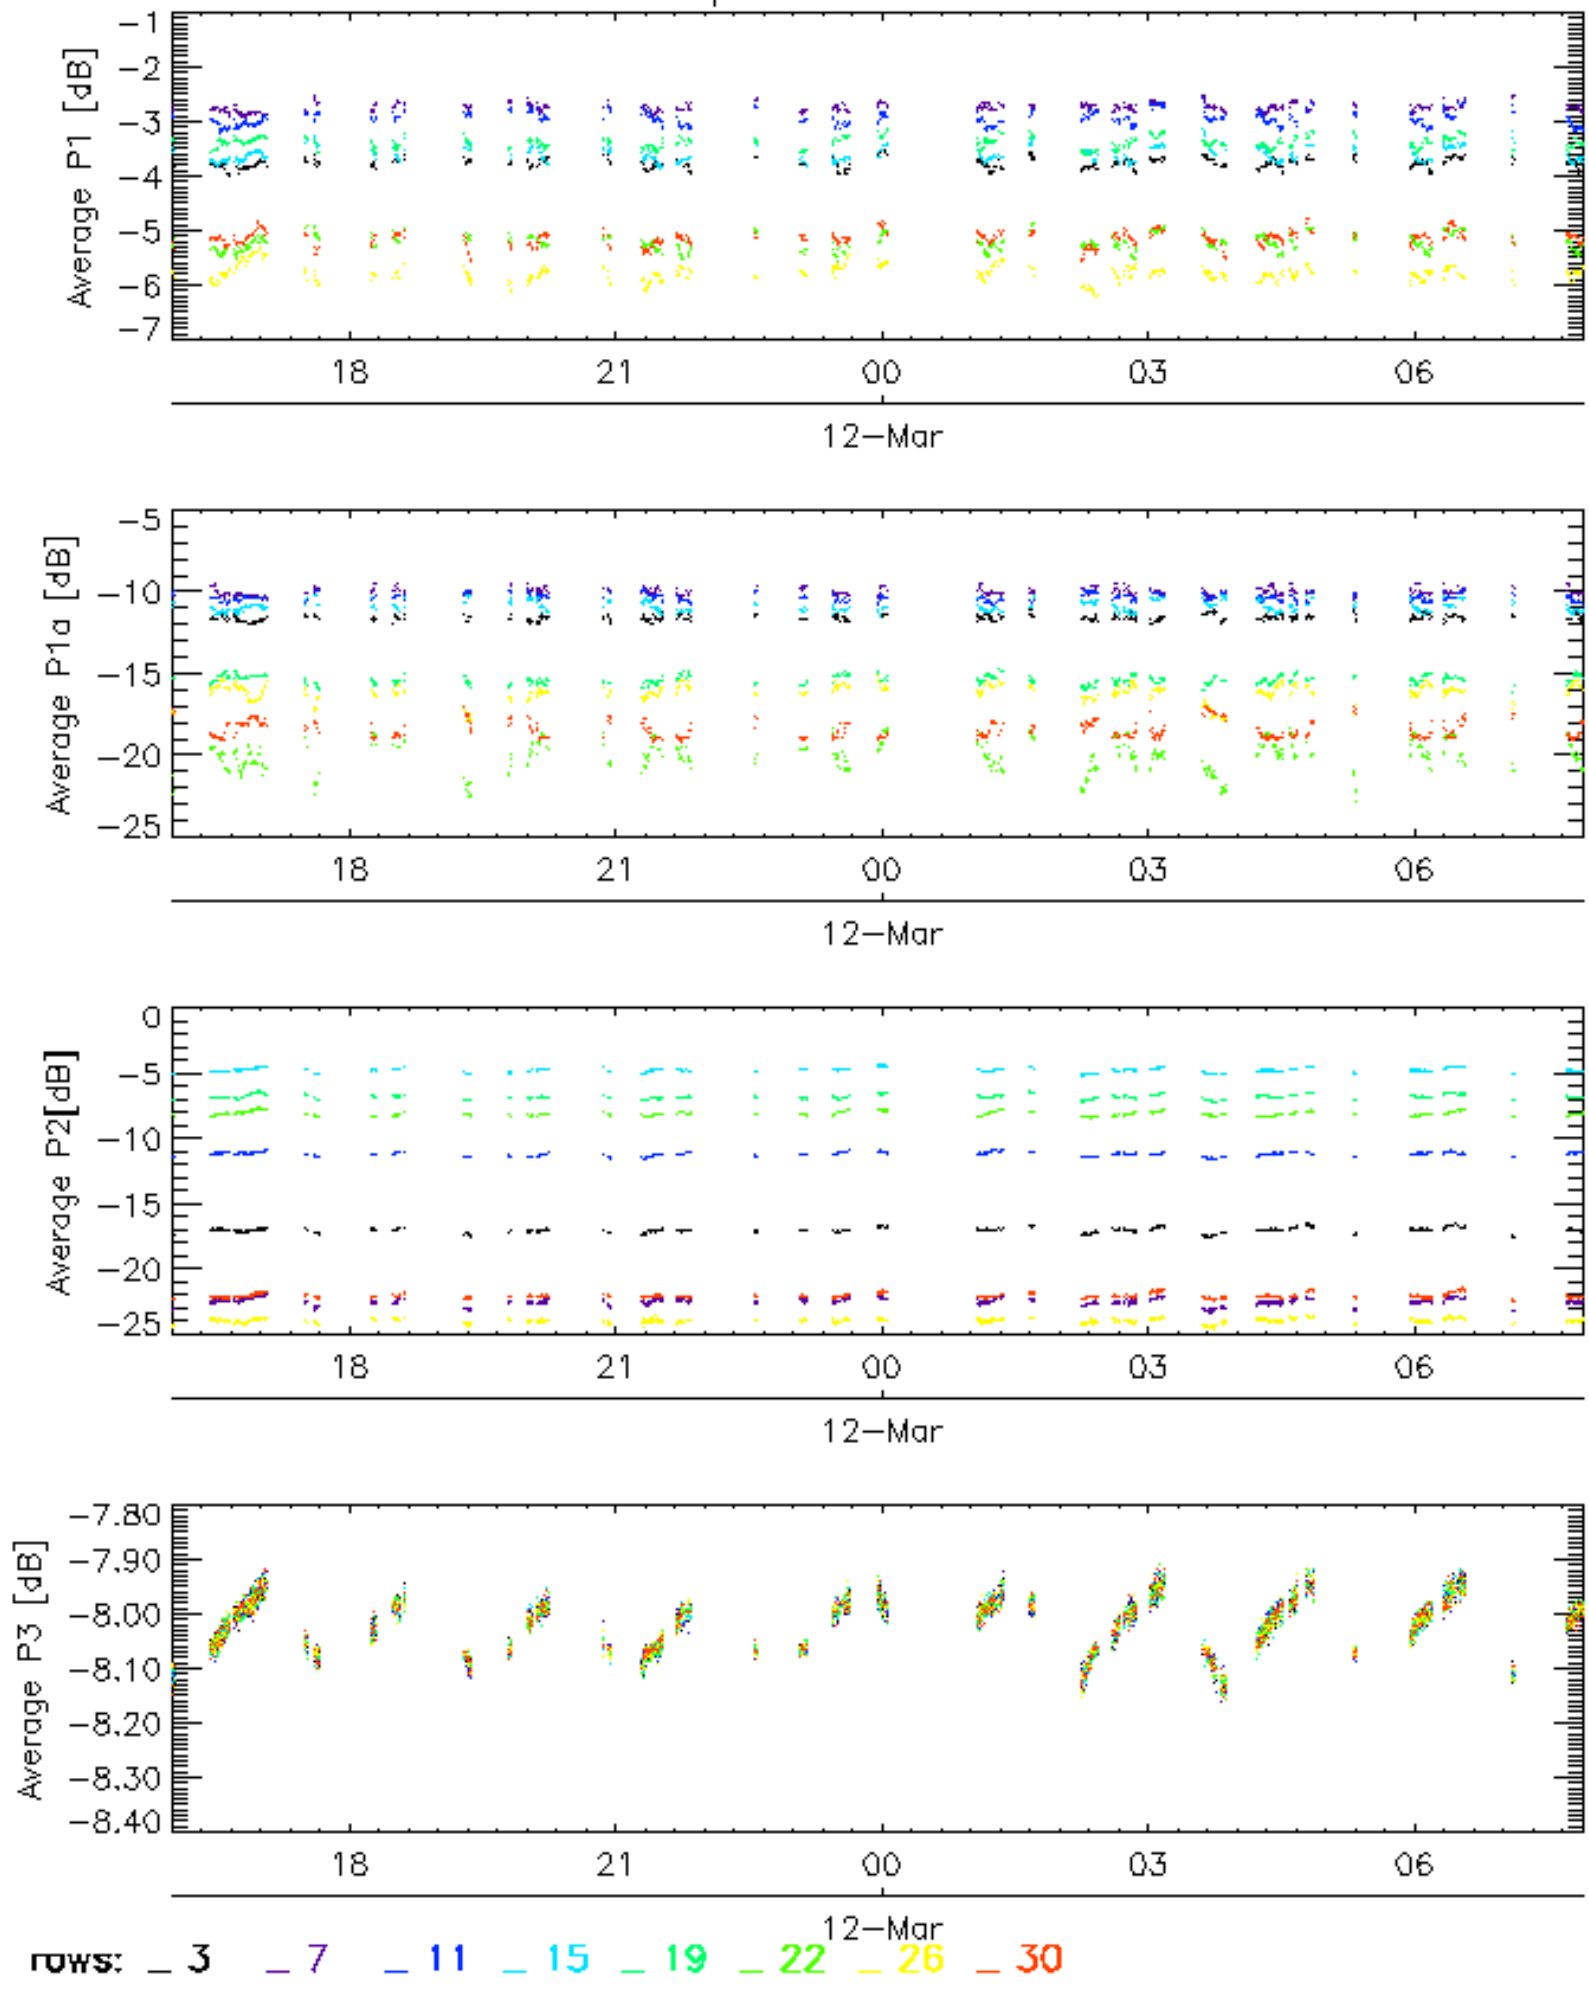 Average P1 [dB]
-1
-2
-3
-4
-5
-6
-7
18 21 00 03 06
12-Mar
Average P1a [dB]
-5
-10
-15
-20
-25
18 21 00 03 06
12-Mar
Average P2[dB]
0
-5
-10
-15
-20
-25
18 21 00 03 06
12-Mar
Average P3 [dB]
-7.80
-7.90
-8.00
-8.10
-8.20
-8.30
-8.40
18 21 00 03 06
12-Mar
rows: _ 3 _ 7 _ 11 _ 15 _ 19 _ 22 _ 26 _ 30